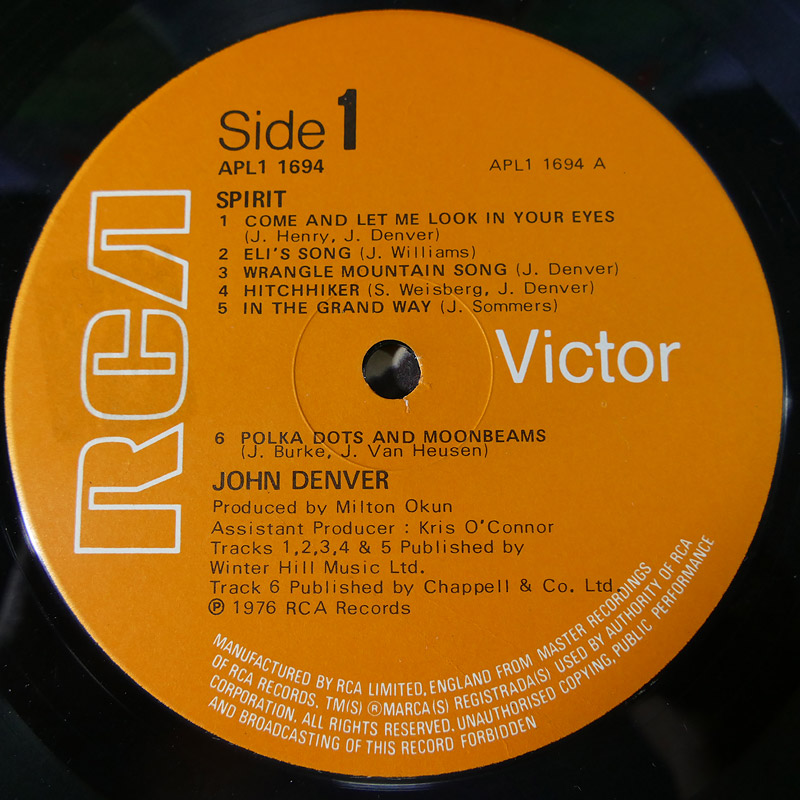 Side 1
APL1 1694
APL1 1694 A
SPIRIT
1 COME AND LET ME LOOK IN YOUR EYES
(J. Henry, J. Denver)
2 ELI'S SONG (J. Williams)
3 WRANGLE MOUNTAIN SONG (J. Denver)
4 HITCHHIKER (S. Weisberg, J. Denver)
5 IN THE GRAND WAY (J. Sommers)
RCA
Victor
6 POLKA DOTS AND MOONBEAMS
(J. Burke, J. Van Heusen)
JOHN DENVER
Produced by Milton Okun
Assistant Producer : Kris O'Connor
Tracks 1,2,3,4 & 5 Published by
Winter Hill Music Ltd.
Track 6 Published by Chappell & Co. Ltd.
℗ 1976 RCA Records
MANUFACTURED BY RCA LIMITED, ENGLAND FROM MASTER RECORDINGS
OF RCA RECORDS. TM(S) ® MARCA(S) REGISTRADA(S) USED BY AUTHORITY OF RCA
CORPORATION, ALL RIGHTS RESERVED. UNAUTHORISED COPYING, PUBLIC PERFORMANCE
AND BROADCASTING OF THIS RECORD FORBIDDEN